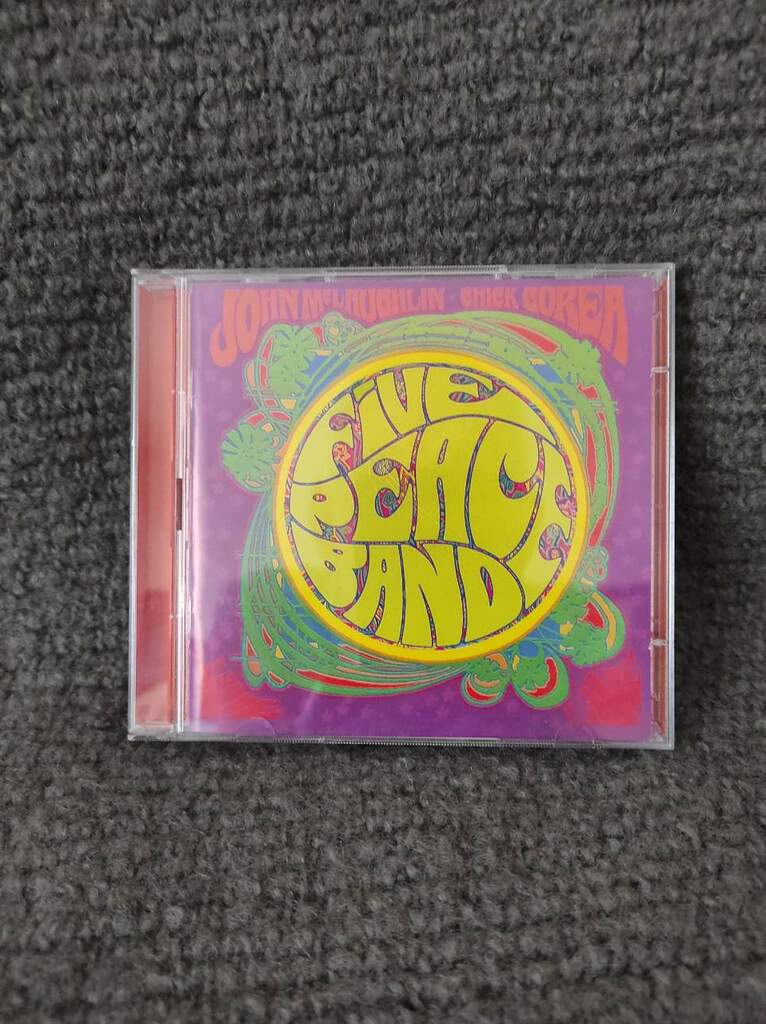 JOHN McLAUGHLIN - CHICK COREA
FIVE
PEACE
BAND